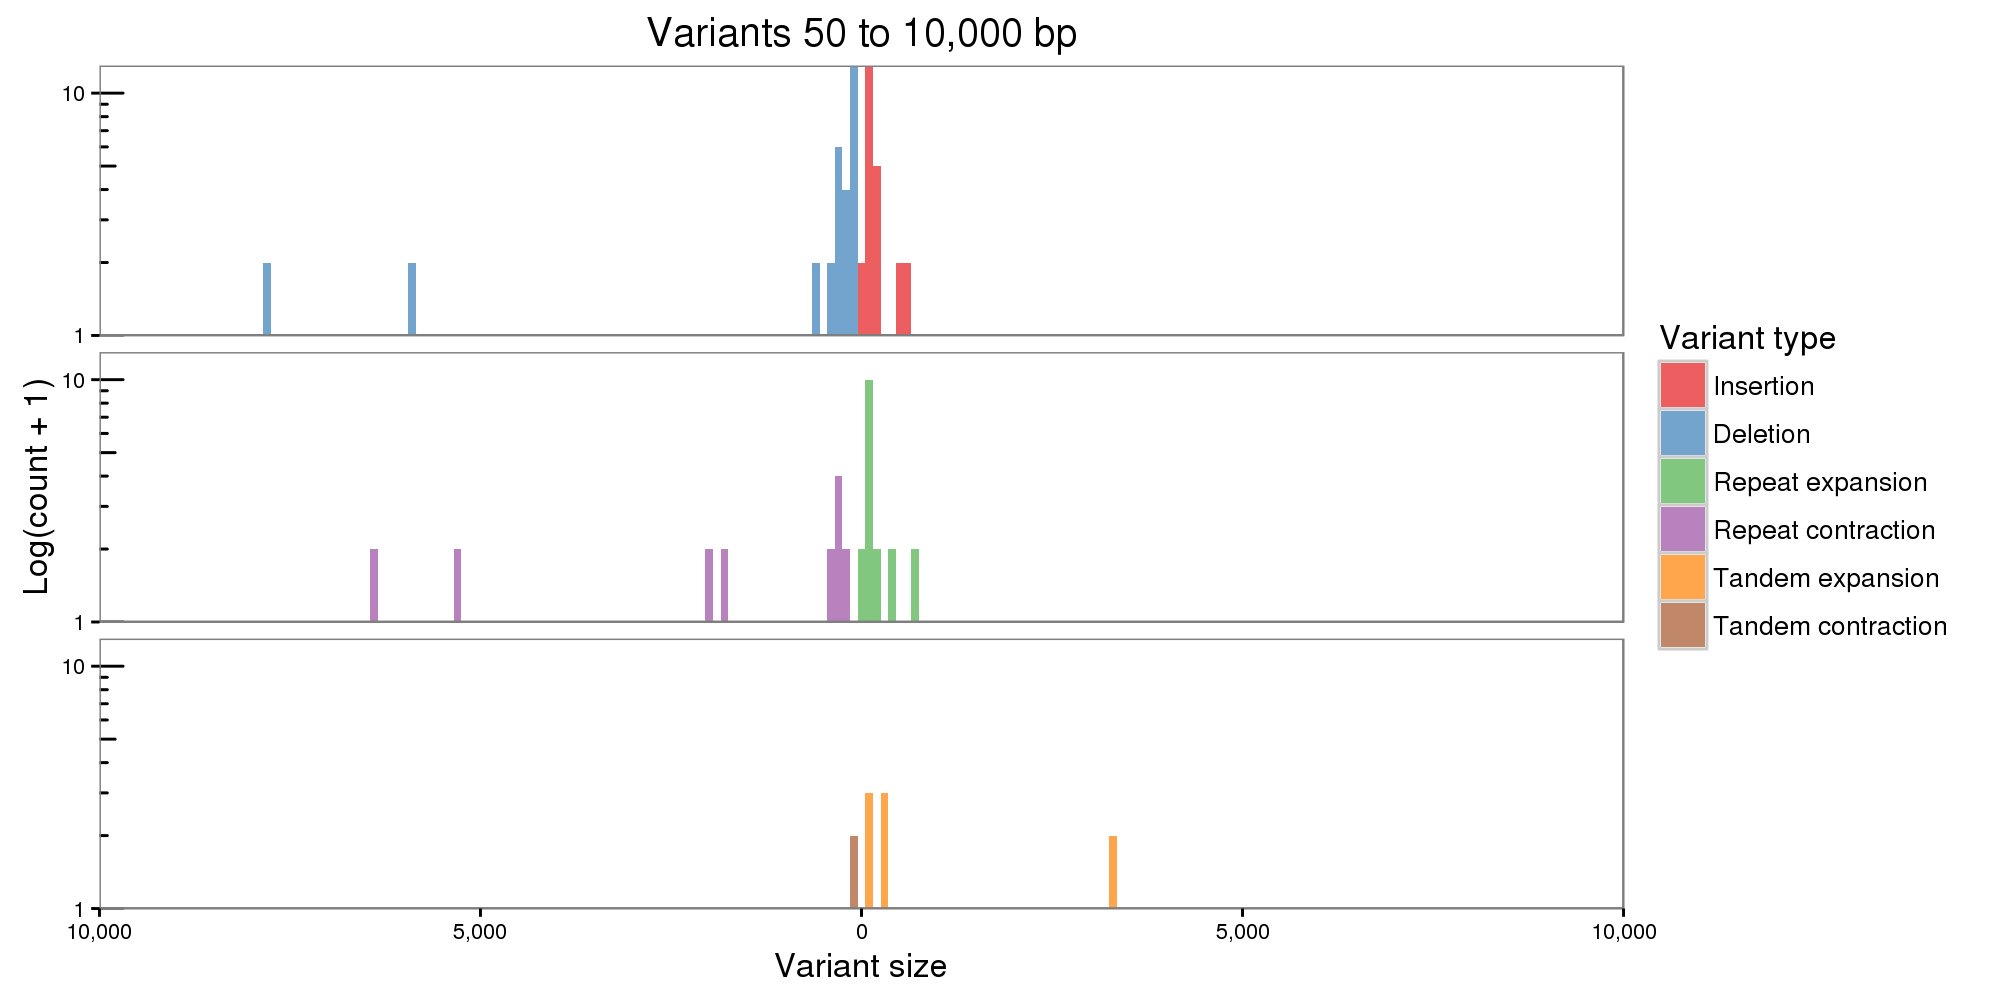 Variants 50 to 10,000 bp
Log(count + 1)
10
1
10
1
10
1
10,000
5,000
0
5,000
10,000
Variant size
Variant type
Insertion
Deletion
Repeat expansion
Repeat contraction
Tandem expansion
Tandem contraction